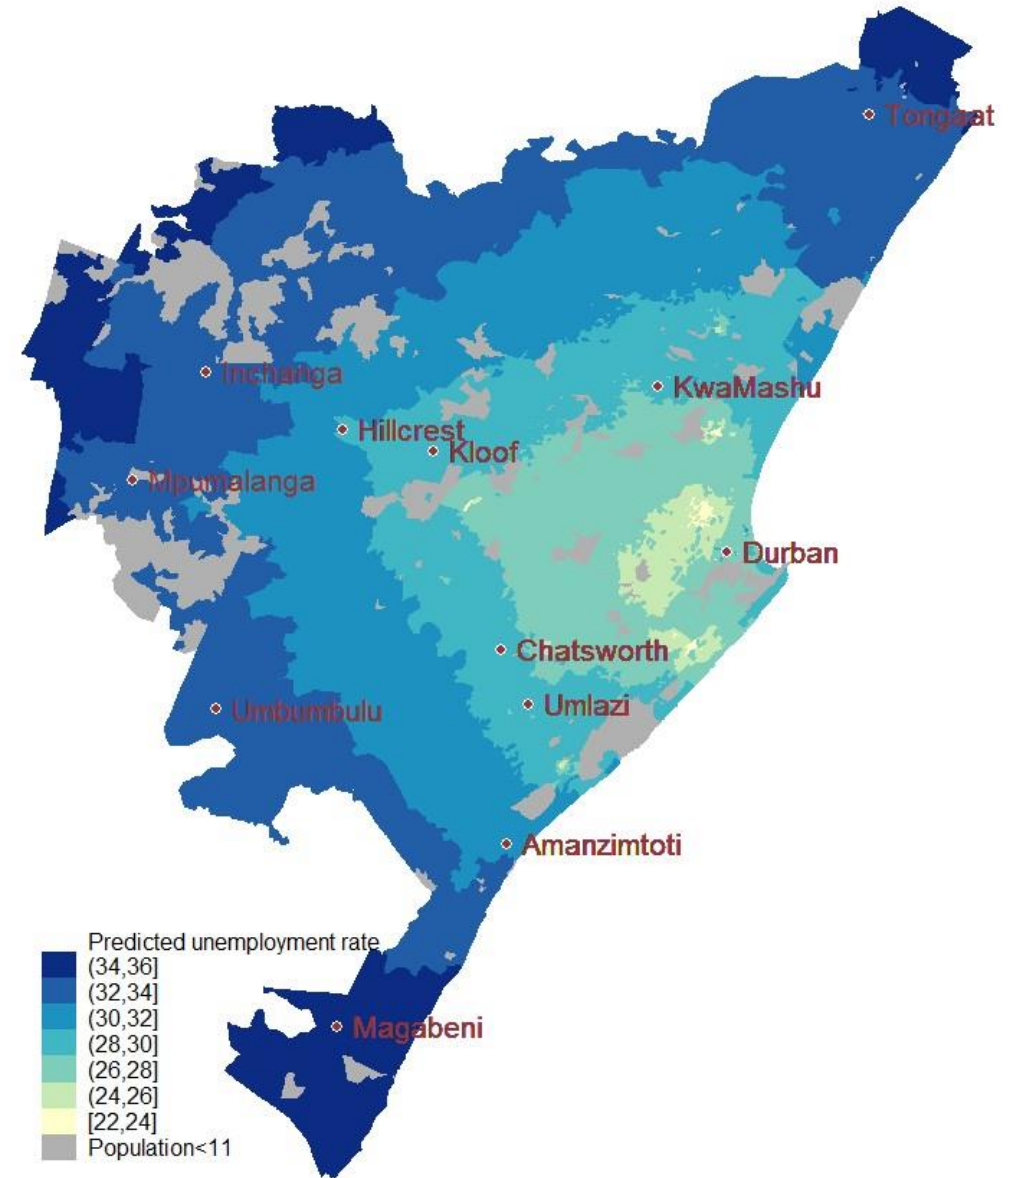 Tongaat
Inchanga
KwaMashu
Hillcrest
Kloof
Mpumalanga
Durban
Chatsworth
Umlazi
Umbumbulu
Amanzimtoti
Predicted unemployment rate
(34,36]
(32,34]
(30,32]
(28,30]
(26,28]
(24,26]
[22,24]
Population<11
Magabeni